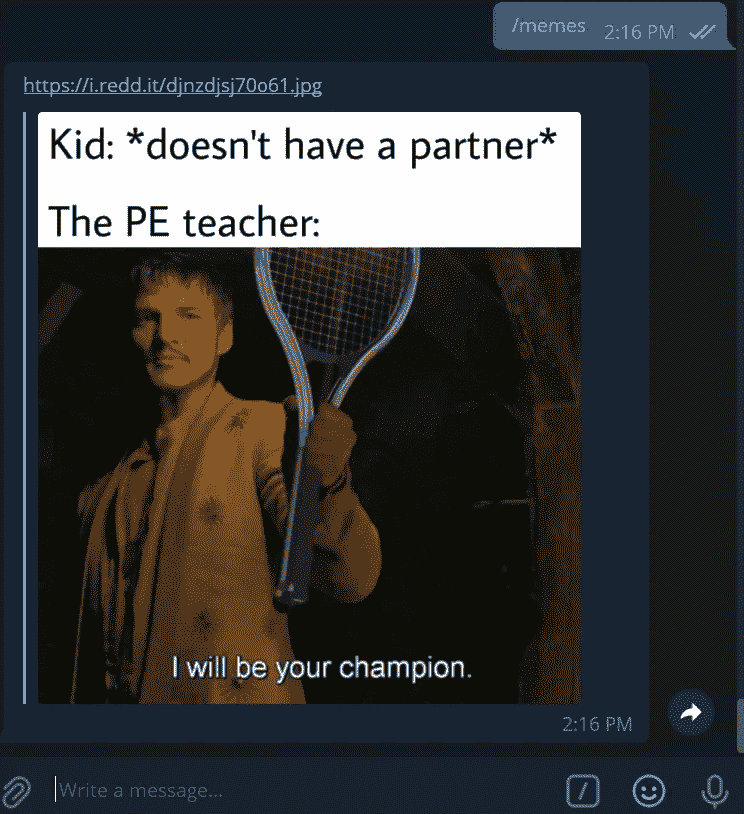 /memes 2:16 PM
https://i.redd.it/djnzdjsj70o61.jpg
Kid: *doesn't have a partner*
The PE teacher:
I will be your champion.
2:16 PM
Write a message...